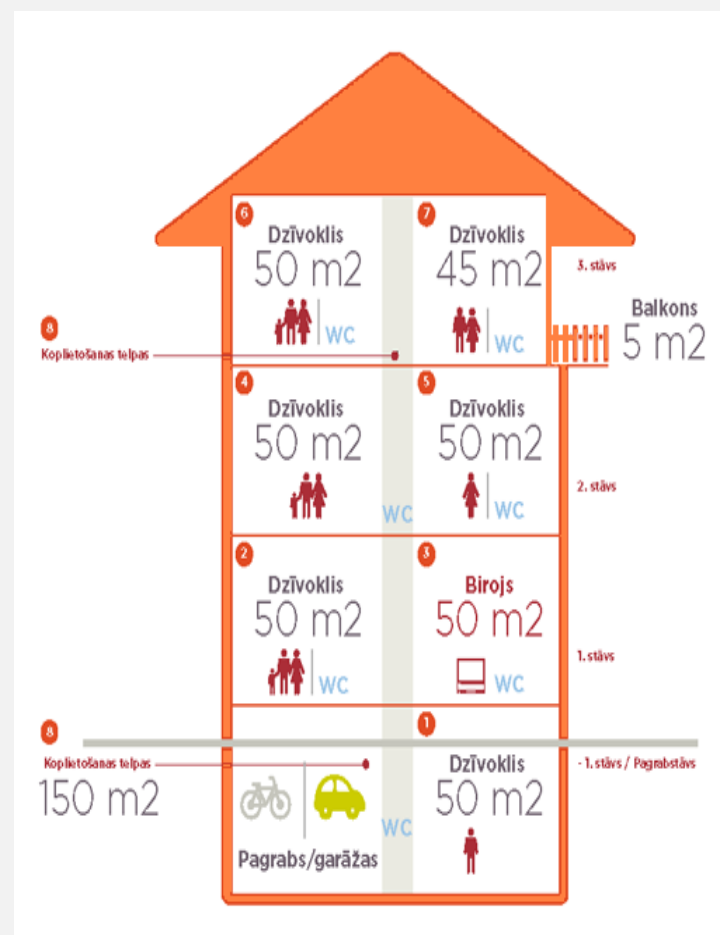 6
Dzīvoklis
50 m2
WC
7
Dzīvoklis
45 m2
WC
3. stāvs
Balkons
5 m2
8
Koplietošanas telpas
4
Dzīvoklis
50 m2
WC
5
Dzīvoklis
50 m2
WC
2. stāvs
2
Dzīvoklis
50 m2
WC
3
Birojs
50 m2
WC
1. stāvs
8
Koplietošanas telpas
150 m2
Pagrabs/garāžas
WC
1
Dzīvoklis
50 m2
- 1. stāvs / Pagrabstāvs